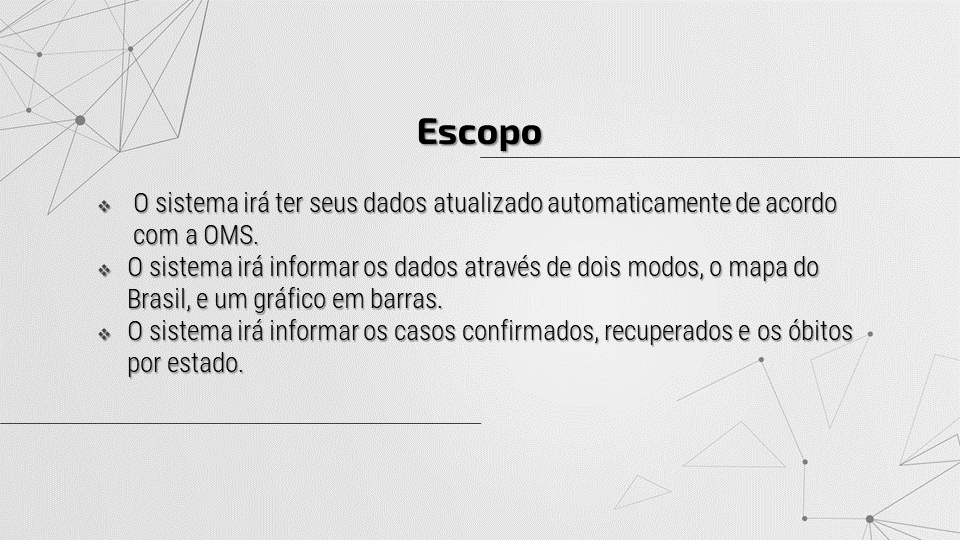 Escopo
❖ O sistema irá ter seus dados atualizado automaticamente de acordo
com a OMS.
❖ O sistema irá informar os dados através de dois modos, o mapa do
Brasil, e um gráfico em barras.
❖ O sistema irá informar os casos confirmados, recuperados e os óbitos
por estado.